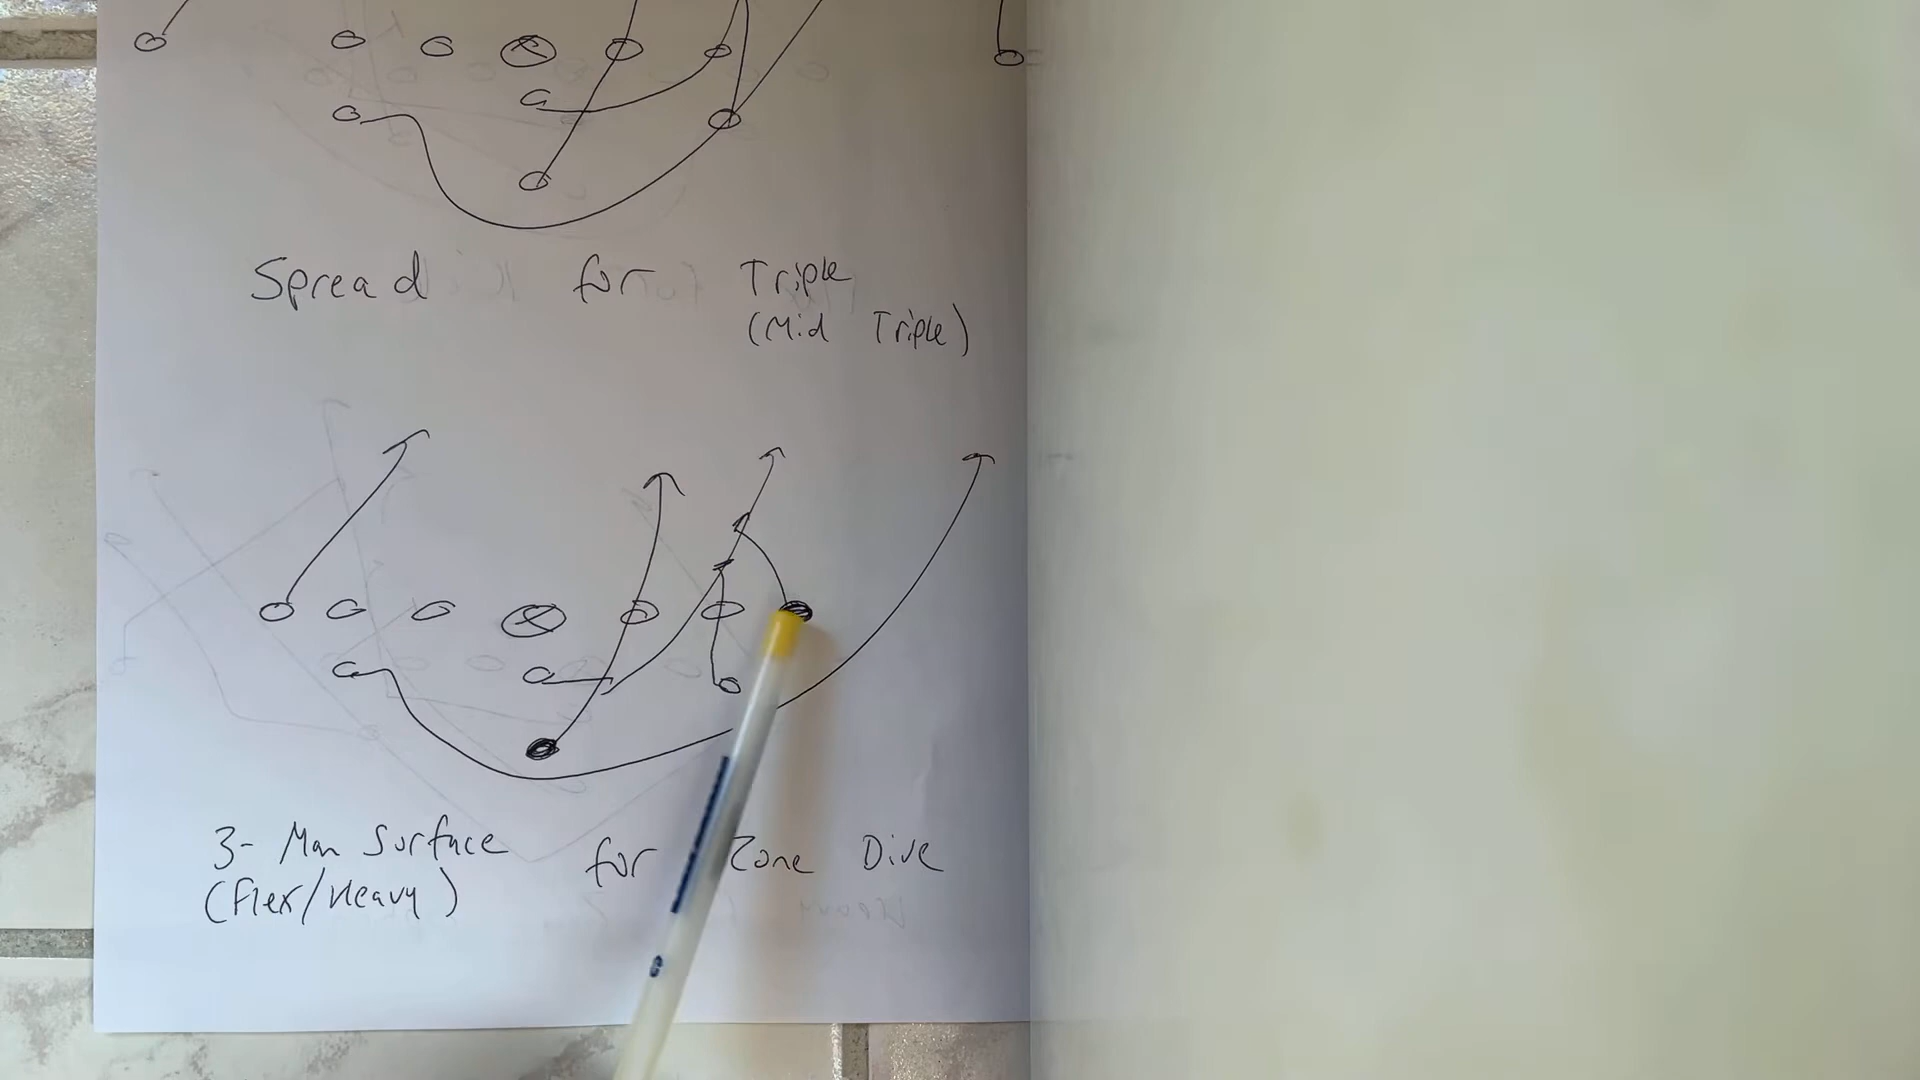 Spread for Triple
(Mid Triple)
3- Man Surface for Zone Dive
(Flex/Heavy)